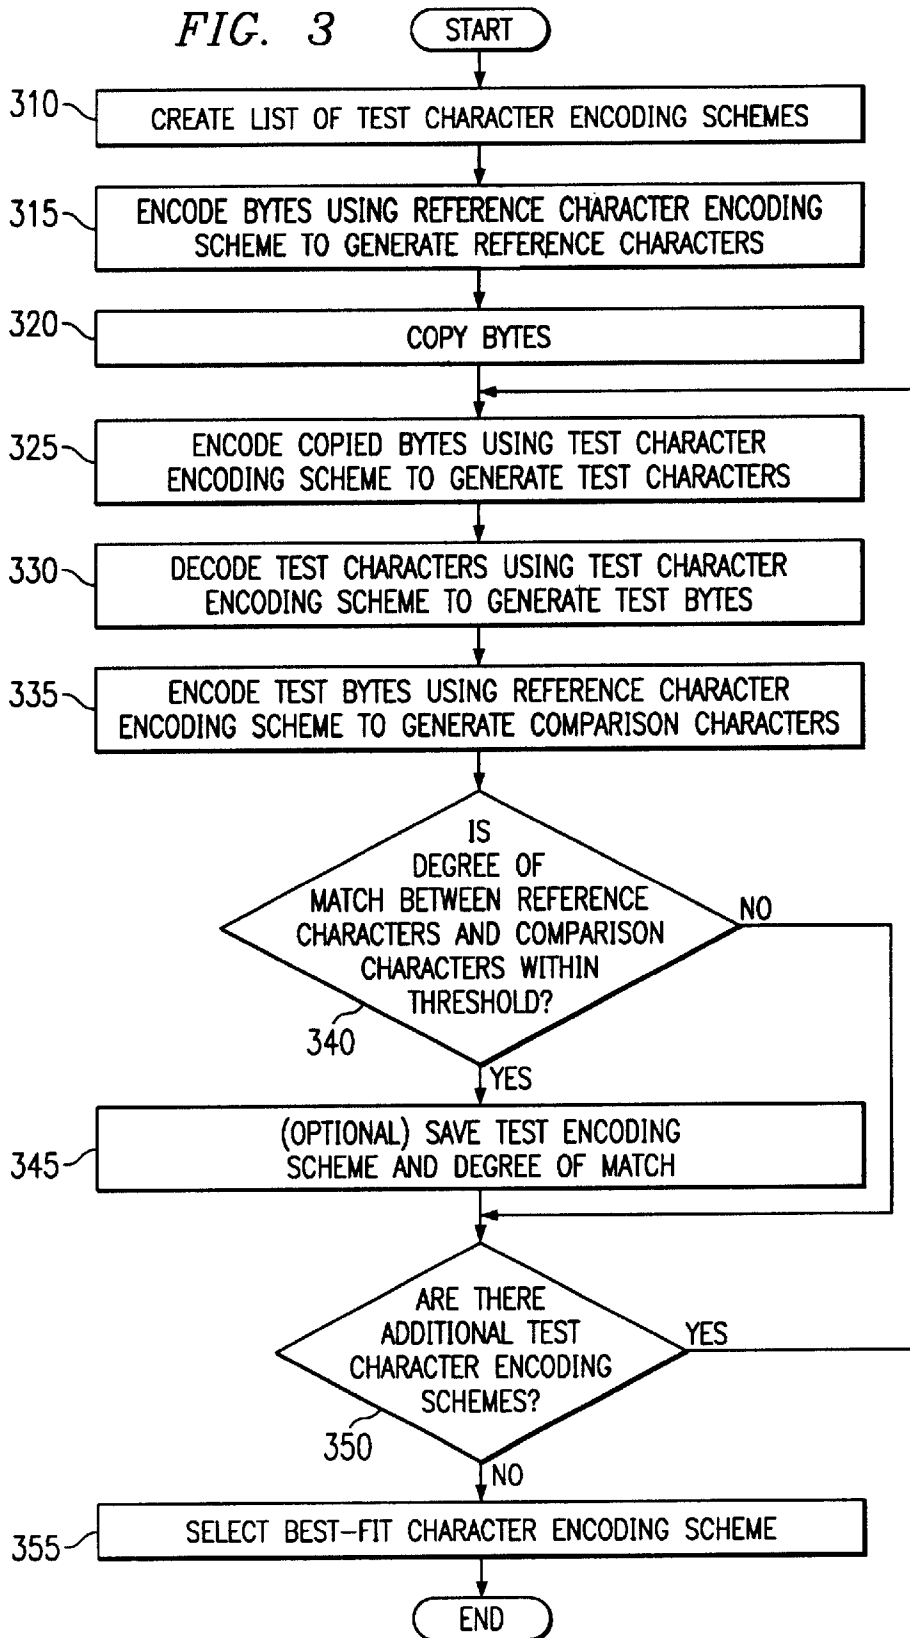 FIG. 3
START
310
CREATE LIST OF TEST CHARACTER ENCODING SCHEMES
315
ENCODE BYTES USING REFERENCE CHARACTER ENCODING
SCHEME TO GENERATE REFERENCE CHARACTERS
320
COPY BYTES
325
ENCODE COPIED BYTES USING TEST CHARACTER
ENCODING SCHEME TO GENERATE TEST CHARACTERS
330
DECODE TEST CHARACTERS USING TEST CHARACTER
ENCODING SCHEME TO GENERATE TEST BYTES
335
ENCODE TEST BYTES USING REFERENCE CHARACTER
ENCODING SCHEME TO GENERATE COMPARISON CHARACTERS
IS
DEGREE OF
MATCH BETWEEN REFERENCE
CHARACTERS AND COMPARISON
CHARACTERS WITHIN
THRESHOLD?
NO
340
YES
345
(OPTIONAL) SAVE TEST ENCODING
SCHEME AND DEGREE OF MATCH
ARE THERE
ADDITIONAL TEST
CHARACTER ENCODING
SCHEMES?
YES
350
NO
355
SELECT BEST-FIT CHARACTER ENCODING SCHEME
END